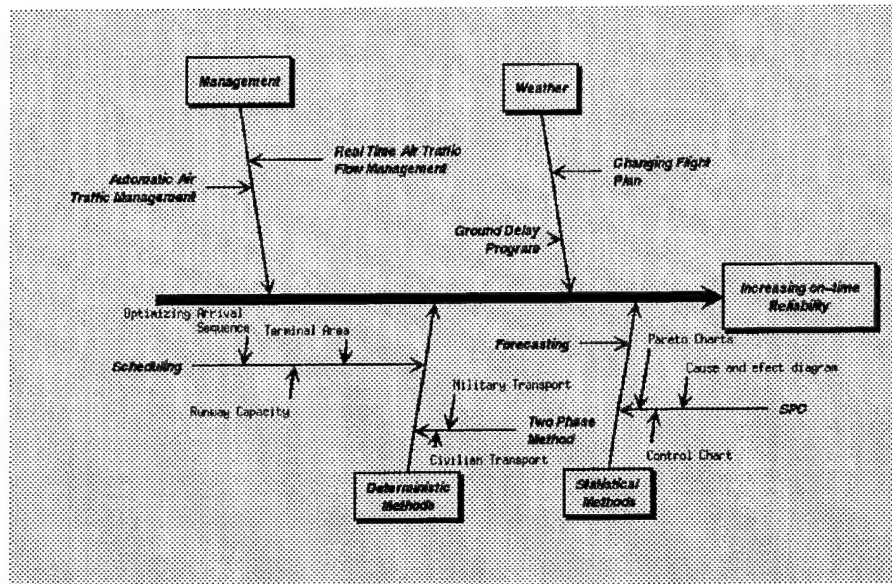 Management
Weather
Real Time Air Traffic
Flow Management
Changing Flight
Plan
Automatic Air
Traffic Management
Ground Delay
Program
Increasing on-time
Reliability
Optimizing Arrival
Sequence
Terminal Area
Forecasting
Pareto Charts
Scheduling
Cause and efect diagram
Military Transport
Runway Capacity
Two Phase
Method
SPC
Civilian Transport
Control Chart
Deterministic
Methods
Statistical
Methods